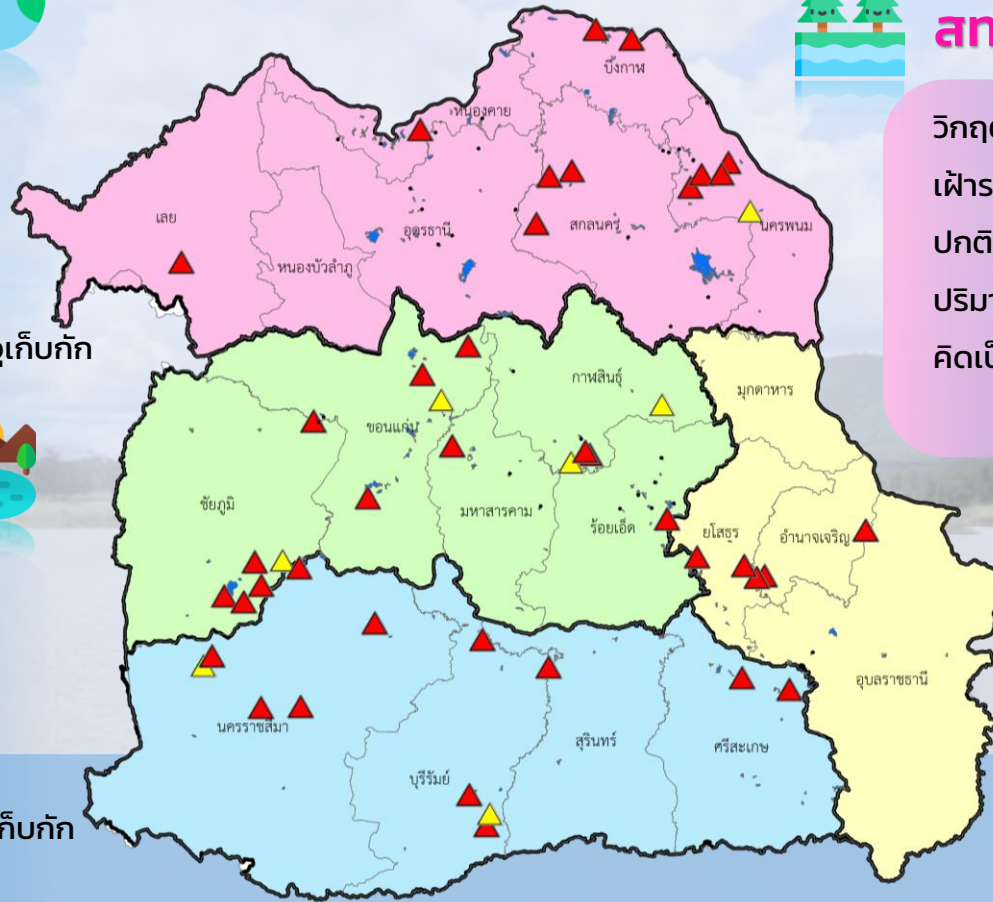 สท
วิกฤต
เฝ้าระ
ปกติ
ปริมา
คิดเป็
บึงกาฬ
หนองคาย
เลย
อุดรธานี
สกลนคร
นครพนม
หนองบัวลำภู
เก็บกัก
กาฬสินธุ์
มุกดาหาร
ขอนแก่น
ชัยภูมิ
มหาสารคาม
ร้อยเอ็ด
ยโสธร
อำนาจเจริญ
อุบลราชธานี
นครราชสีมา
สุรินทร์
ศรีสะเกษ
บุรีรัมย์
ก็บกัก